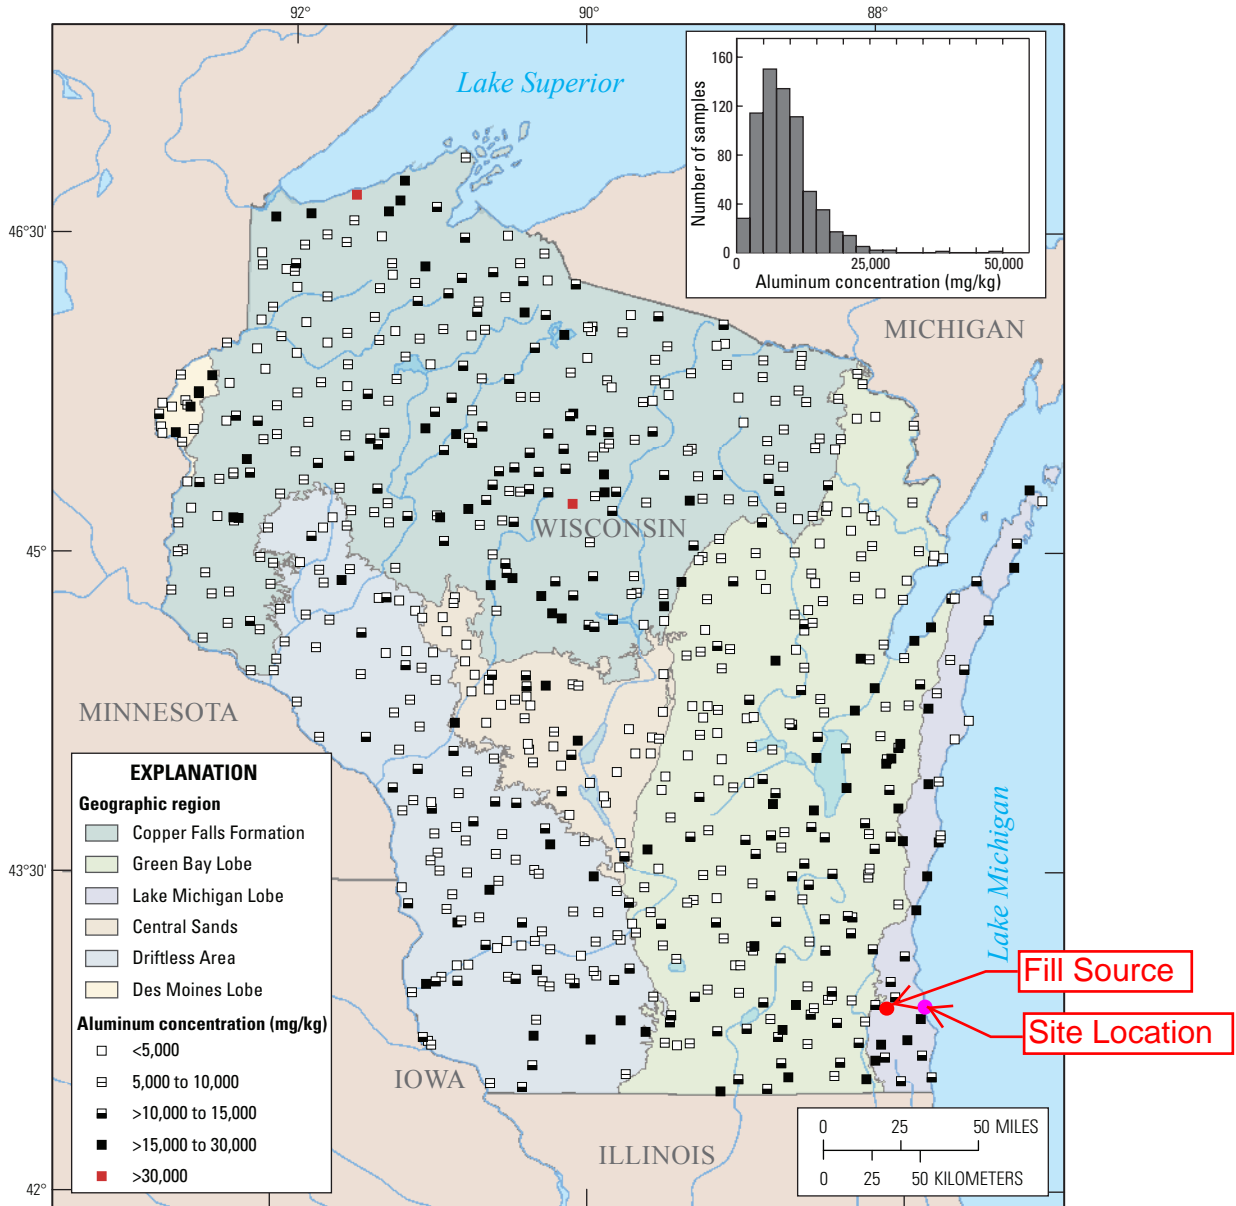 92°
90°
88°
Lake Superior
175
160
120
80
40
0
Number of samples
0
25,000
50,000
Aluminum concentration (mg/kg)
46°30'
MICHIGAN
WISCONSIN
45°
MINNESOTA
EXPLANATION
Geographic region
Copper Falls Formation
Green Bay Lobe
Lake Michigan Lobe
Central Sands
Driftless Area
Des Moines Lobe
Aluminum concentration (mg/kg)
<5,000
5,000 to 10,000
>10,000 to 15,000
>15,000 to 30,000
>30,000
43°30'
Lake Michigan
Fill Source
Site Location
IOWA
ILLINOIS
0 25 50 MILES
0 25 50 KILOMETERS
42°